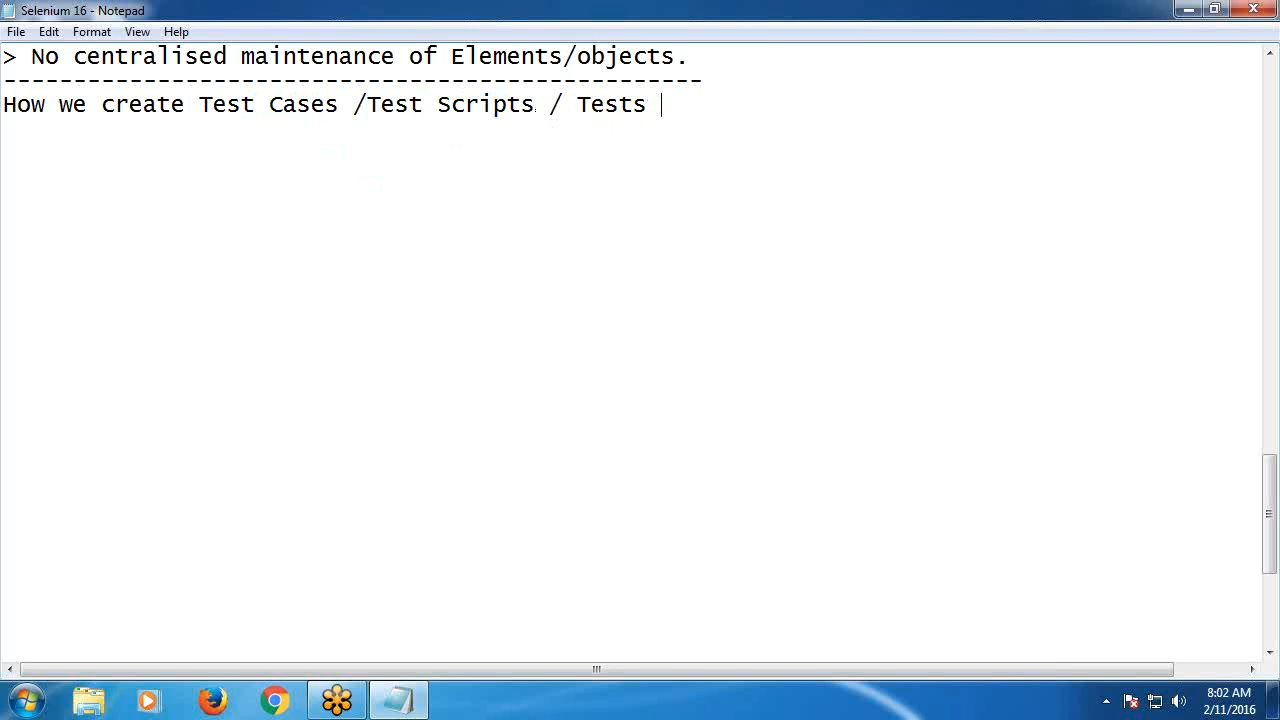 Selenium 16 - Notepad
File Edit Format View Help
> No centralised maintenance of Elements/objects.
--------------------------------------------------
How we create Test Cases /Test Scripts / Tests
8:02 AM
2/11/2016